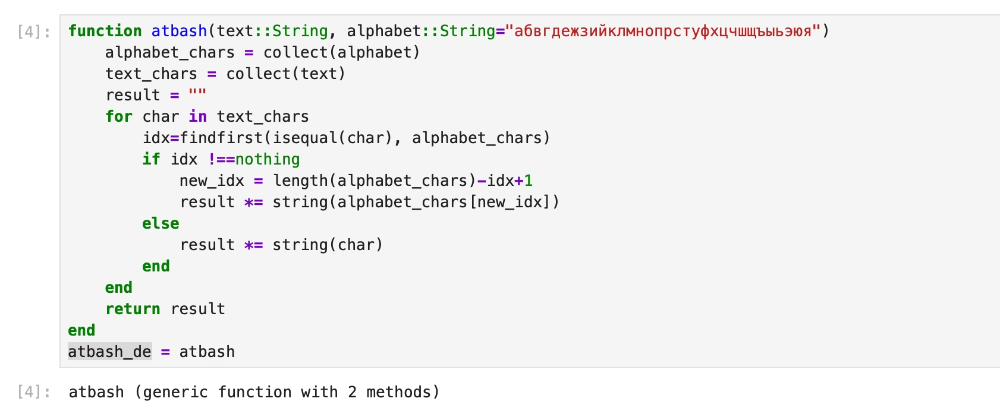 [4]: function atbash(text::String, alphabet::String="абвгдежзийклмнопрстуфхцчшщъыьэюя")
    alphabet_chars = collect(alphabet)
    text_chars = collect(text)
    result = ""
    for char in text_chars
        idx=findfirst(isequal(char), alphabet_chars)
        if idx !==nothing
            new_idx = length(alphabet_chars)-idx+1
            result *= string(alphabet_chars[new_idx])
        else
            result *= string(char)
        end
    end
    return result
end
atbash_de = atbash
[4]: atbash (generic function with 2 methods)